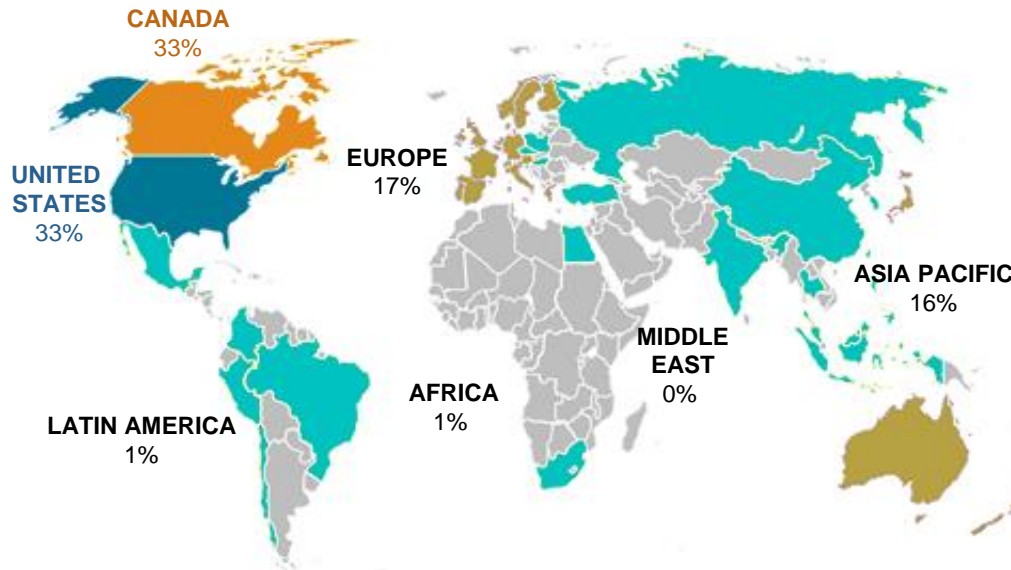 CANADA
33%
UNITED
STATES
33%
EUROPE
17%
ASIA PACIFIC
16%
MIDDLE
EAST
0%
AFRICA
1%
LATIN AMERICA
1%